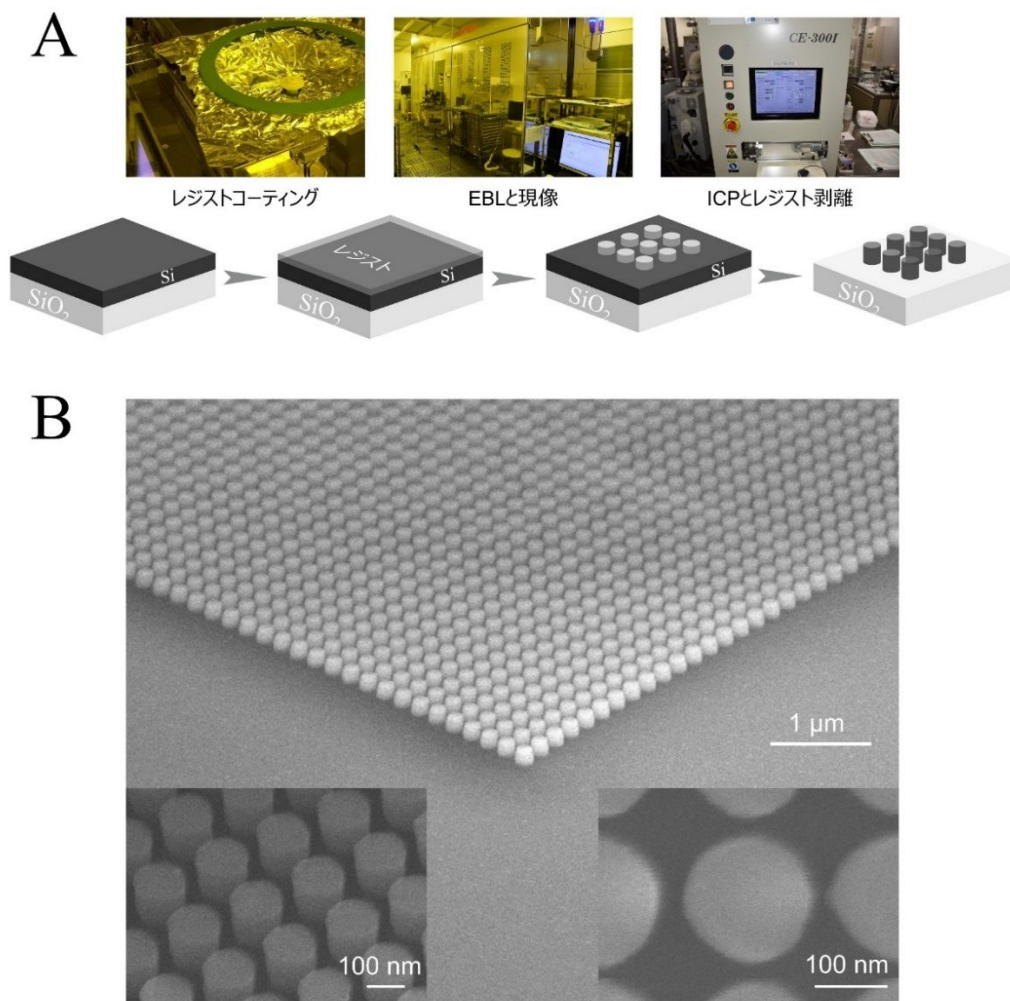 A
CE-300I
レジストコーティング
EBLと現像
ICPとレジスト剥離
Si
SiO2
レジスト
Si
SiO2
Si
SiO2
SiO2
B
1 μm
100 nm
100 nm